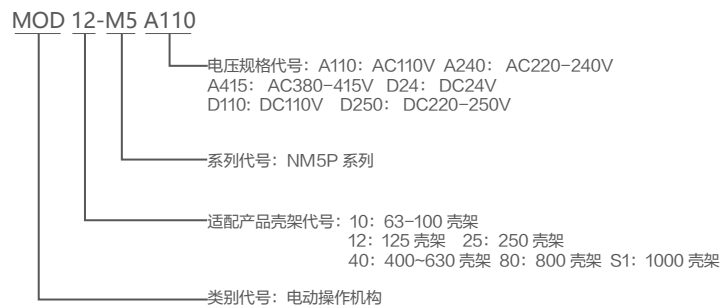 MOD 12-M5 A110
电压规格代号：A110：AC110V A240： AC220-240V
A415： AC380-415V D24： DC24V
D110: DC110V D250： DC220-250V
系列代号：NM5P 系列
适配产品壳架代号：10：63-100 壳架
12：125 壳架 25：250 壳架
40：400~630 壳架 80：800 壳架 S1：1000 壳架
类别代号：电动操作机构